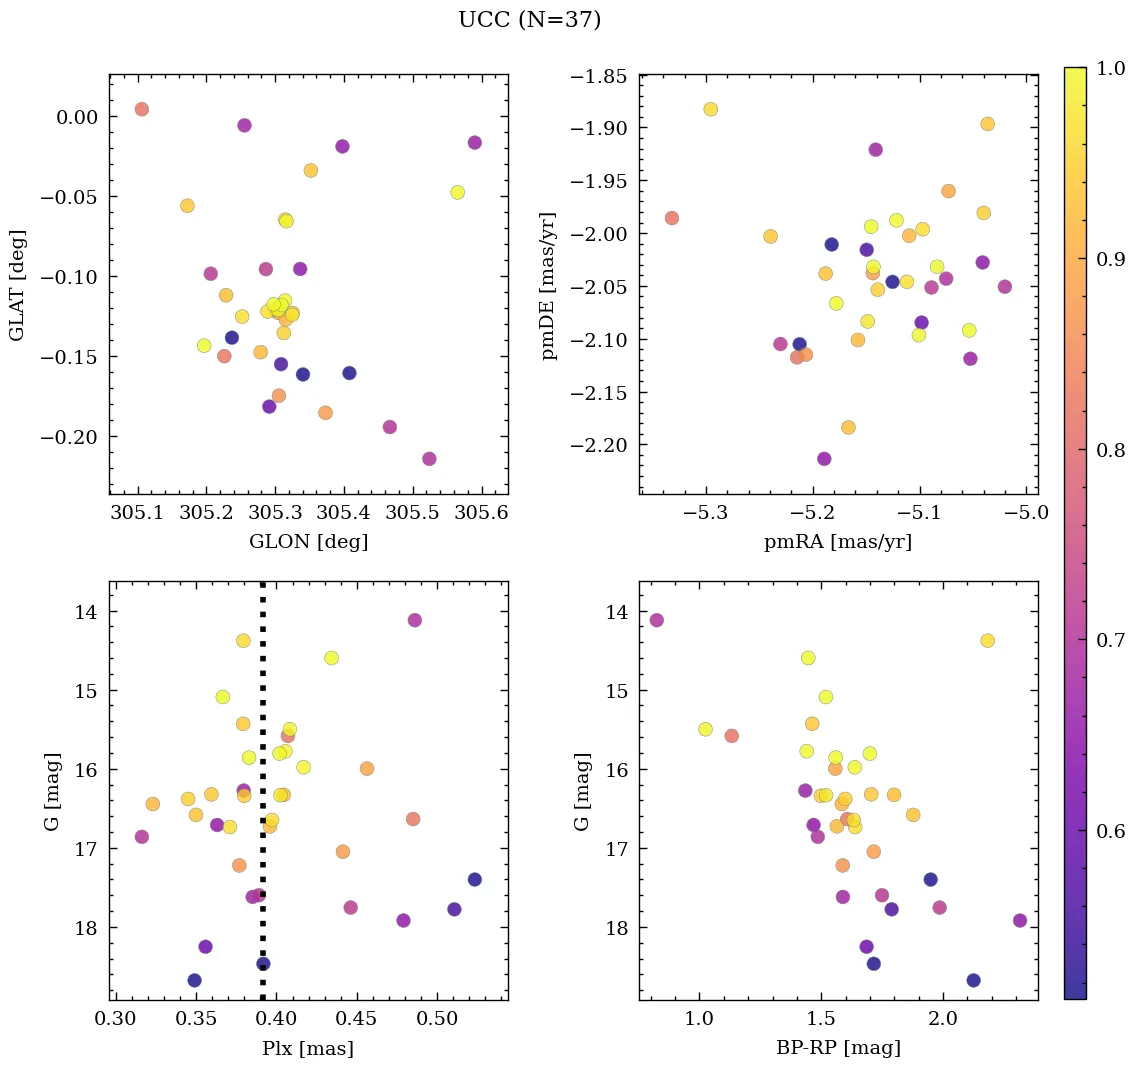 UCC (N=37)
0.00
−0.05
−0.10
−0.15
−0.20
GLAT [deg]
305.1 305.2 305.3 305.4 305.5 305.6
GLON [deg]
−1.85
−1.90
−1.95
−2.00
−2.05
−2.10
−2.15
−2.20
pmDE [mas/yr]
−5.3 −5.2 −5.1 −5.0
pmRA [mas/yr]
14
15
16
17
18
G [mag]
0.30 0.35 0.40 0.45 0.50
Plx [mas]
14
15
16
17
18
G [mag]
1.0 1.5 2.0
BP-RP [mag]
1.0
0.9
0.8
0.7
0.6